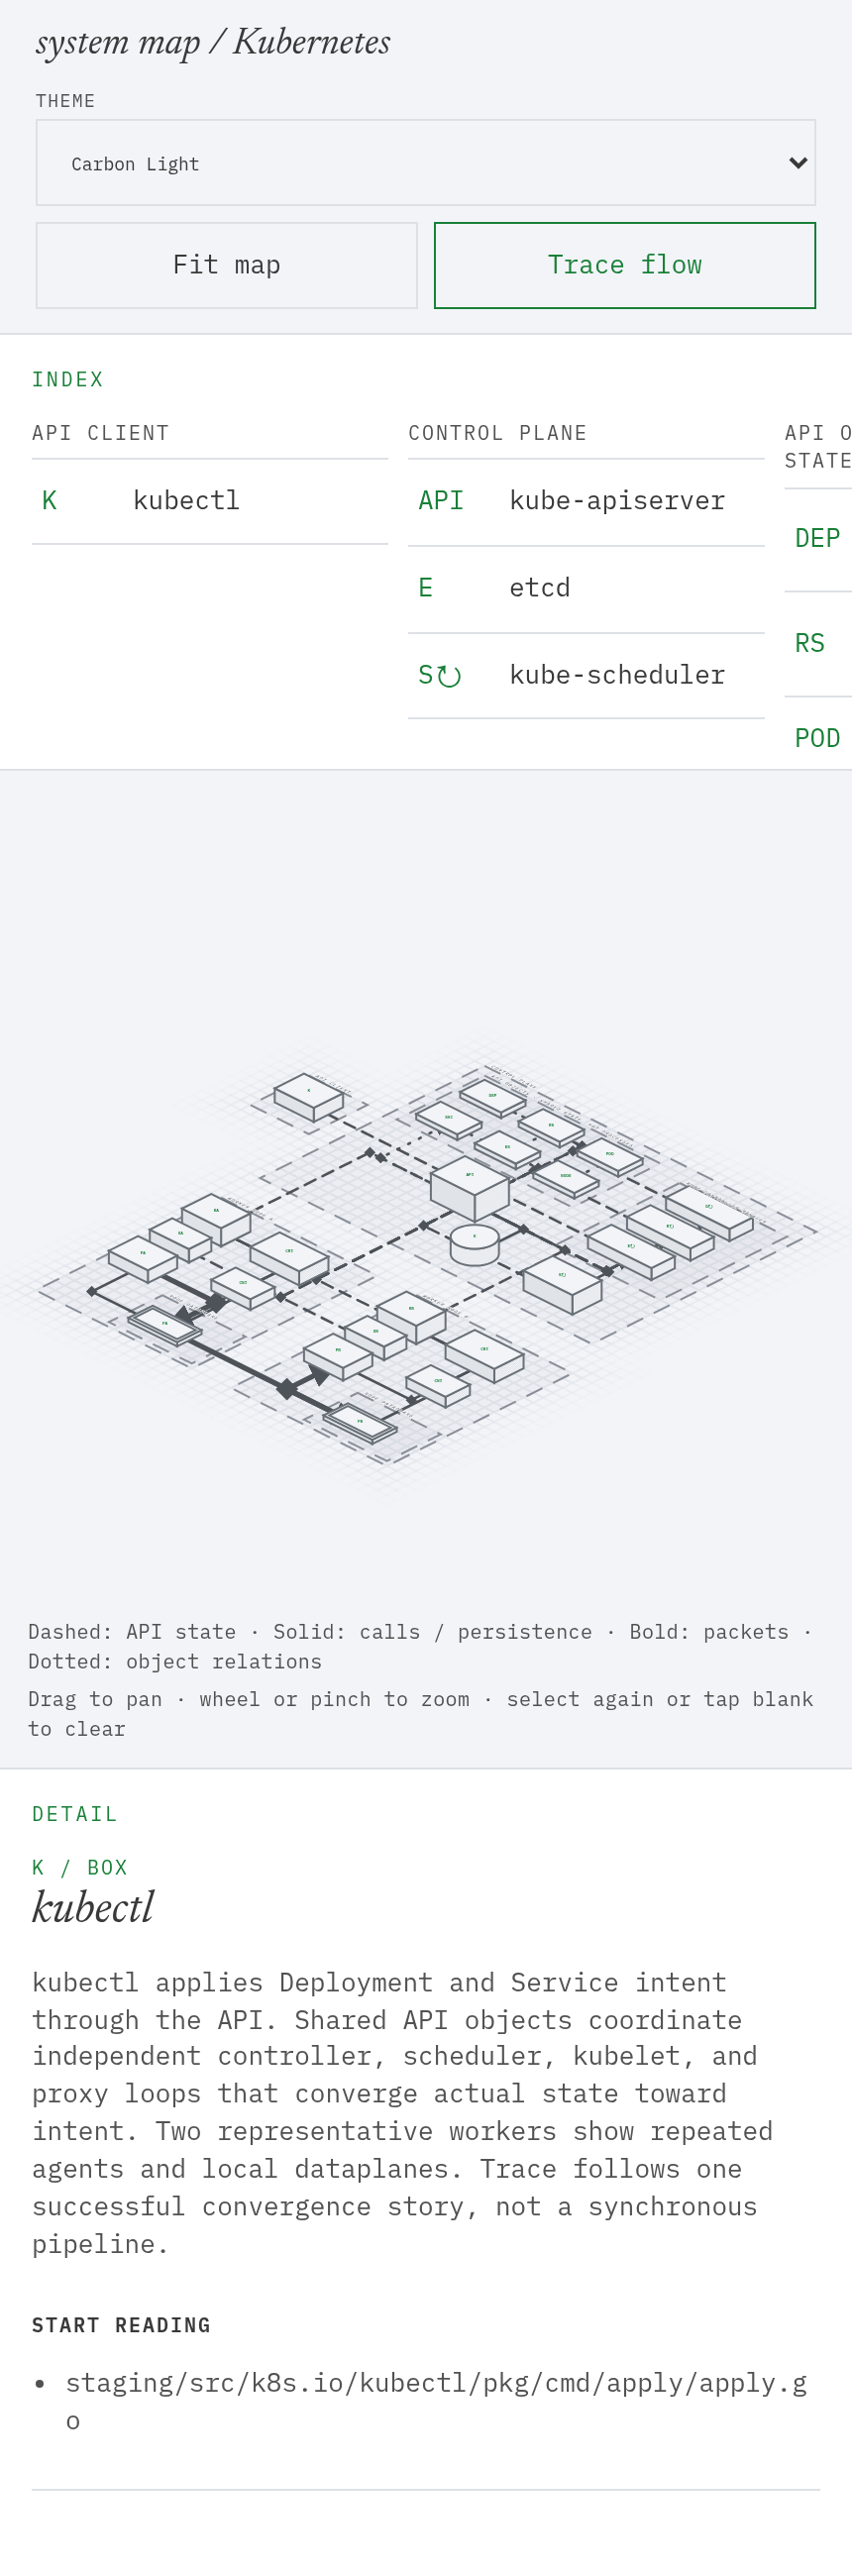 system map / Kubernetes
THEME
Carbon Light
Fit map
Trace flow
INDEX
API CLIENT
K kubectl
CONTROL PLANE
API kube-apiserver
E etcd
S↻ kube-scheduler
API O
STATE
DEP
RS
POD
K
DEP
RS
POD
API
E
Dashed: API state · Solid: calls / persistence · Bold: packets ·
Dotted: object relations
Drag to pan · wheel or pinch to zoom · select again or tap blank
to clear
DETAIL
K / BOX
kubectl
kubectl applies Deployment and Service intent
through the API. Shared API objects coordinate
independent controller, scheduler, kubelet, and
proxy loops that converge actual state toward
intent. Two representative workers show repeated
agents and local dataplanes. Trace follows one
successful convergence story, not a synchronous
pipeline.
START READING
• staging/src/k8s.io/kubectl/pkg/cmd/apply/apply.g
o